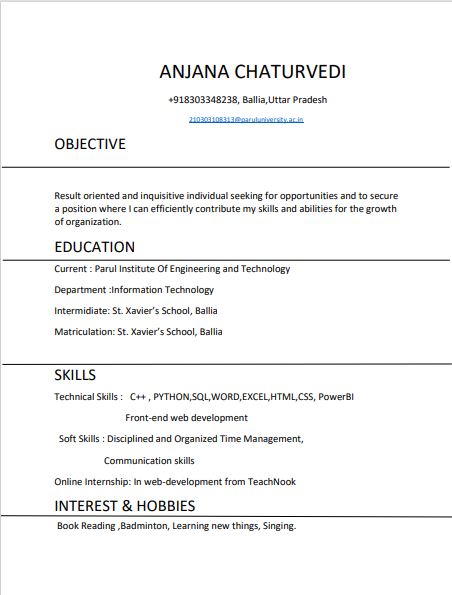 ANJANA CHATURVEDI
+918303348238, Ballia,Uttar Pradesh
210303108313@paruluniversity.ac.in
OBJECTIVE
Result oriented and inquisitive individual seeking for opportunities and to secure
a position where I can efficiently contribute my skills and abilities for the growth
of organization.
EDUCATION
Current : Parul Institute Of Engineering and Technology
Department :Information Technology
Intermidiate: St. Xavier’s School, Ballia
Matriculation: St. Xavier’s School, Ballia
SKILLS
Technical Skills : C++ , PYTHON,SQL,WORD,EXCEL,HTML,CSS, PowerBI
Front-end web development
Soft Skills : Disciplined and Organized Time Management,
Communication skills
Online Internship: In web-development from TeachNook
INTEREST & HOBBIES
Book Reading ,Badminton, Learning new things, Singing.